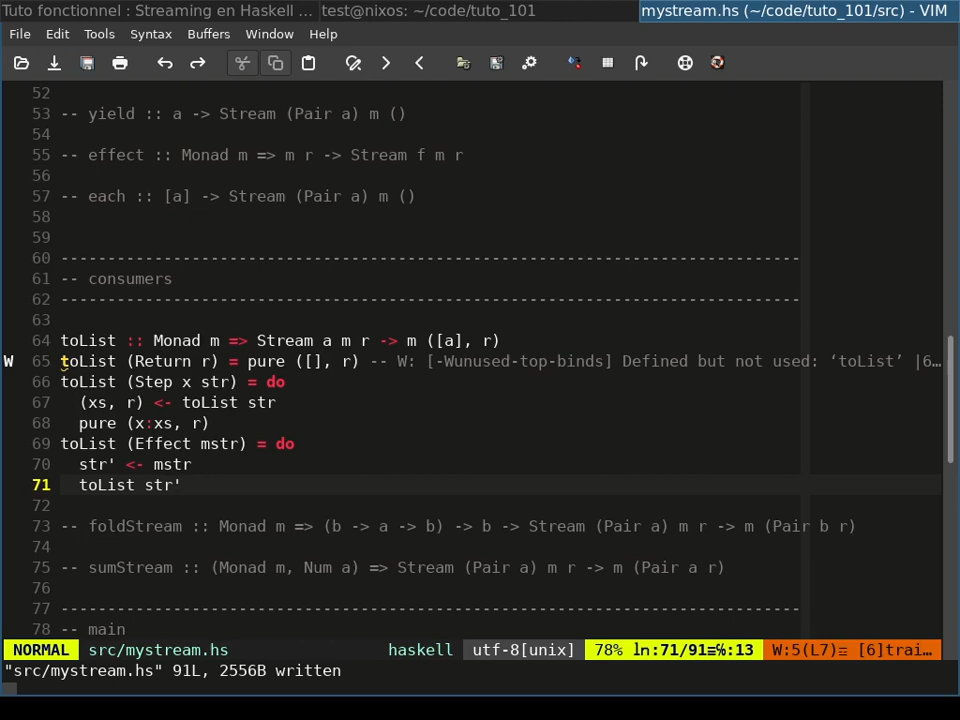 Tuto fonctionnel : Streaming en Haskell ... test@nixos: ~/code/tuto_101 mystream.hs (~/code/tuto_101/src) - VIM
File Edit Tools Syntax Buffers Window Help
52
53 -- yield :: a -> Stream (Pair a) m ()
54
55 -- effect :: Monad m => m r -> Stream f m r
56
57 -- each :: [a] -> Stream (Pair a) m ()
58
59
60 --------------------------------------------------------------------------------
61 -- consumers
62 --------------------------------------------------------------------------------
63
64 toList :: Monad m => Stream a m r -> m ([a], r)
W 65 toList (Return r) = pure ([], r) -- W: [-Wunused-top-binds] Defined but not used: ‘toList’ |6…
66 toList (Step x str) = do
67   (xs, r) <- toList str
68   pure (x:xs, r)
69 toList (Effect mstr) = do
70   str' <- mstr
71   toList str'
72
73 -- foldStream :: Monad m => (b -> a -> b) -> b -> Stream (Pair a) m r -> m (Pair b r)
74
75 -- sumStream :: (Monad m, Num a) => Stream (Pair a) m r -> m (Pair a r)
76
77 --------------------------------------------------------------------------------
78 -- main
NORMAL src/mystream.hs haskell utf-8[unix] 78% ln:71/91≡℅:13 W:5(L7)☲ [6]trai…
"src/mystream.hs" 91L, 2556B written